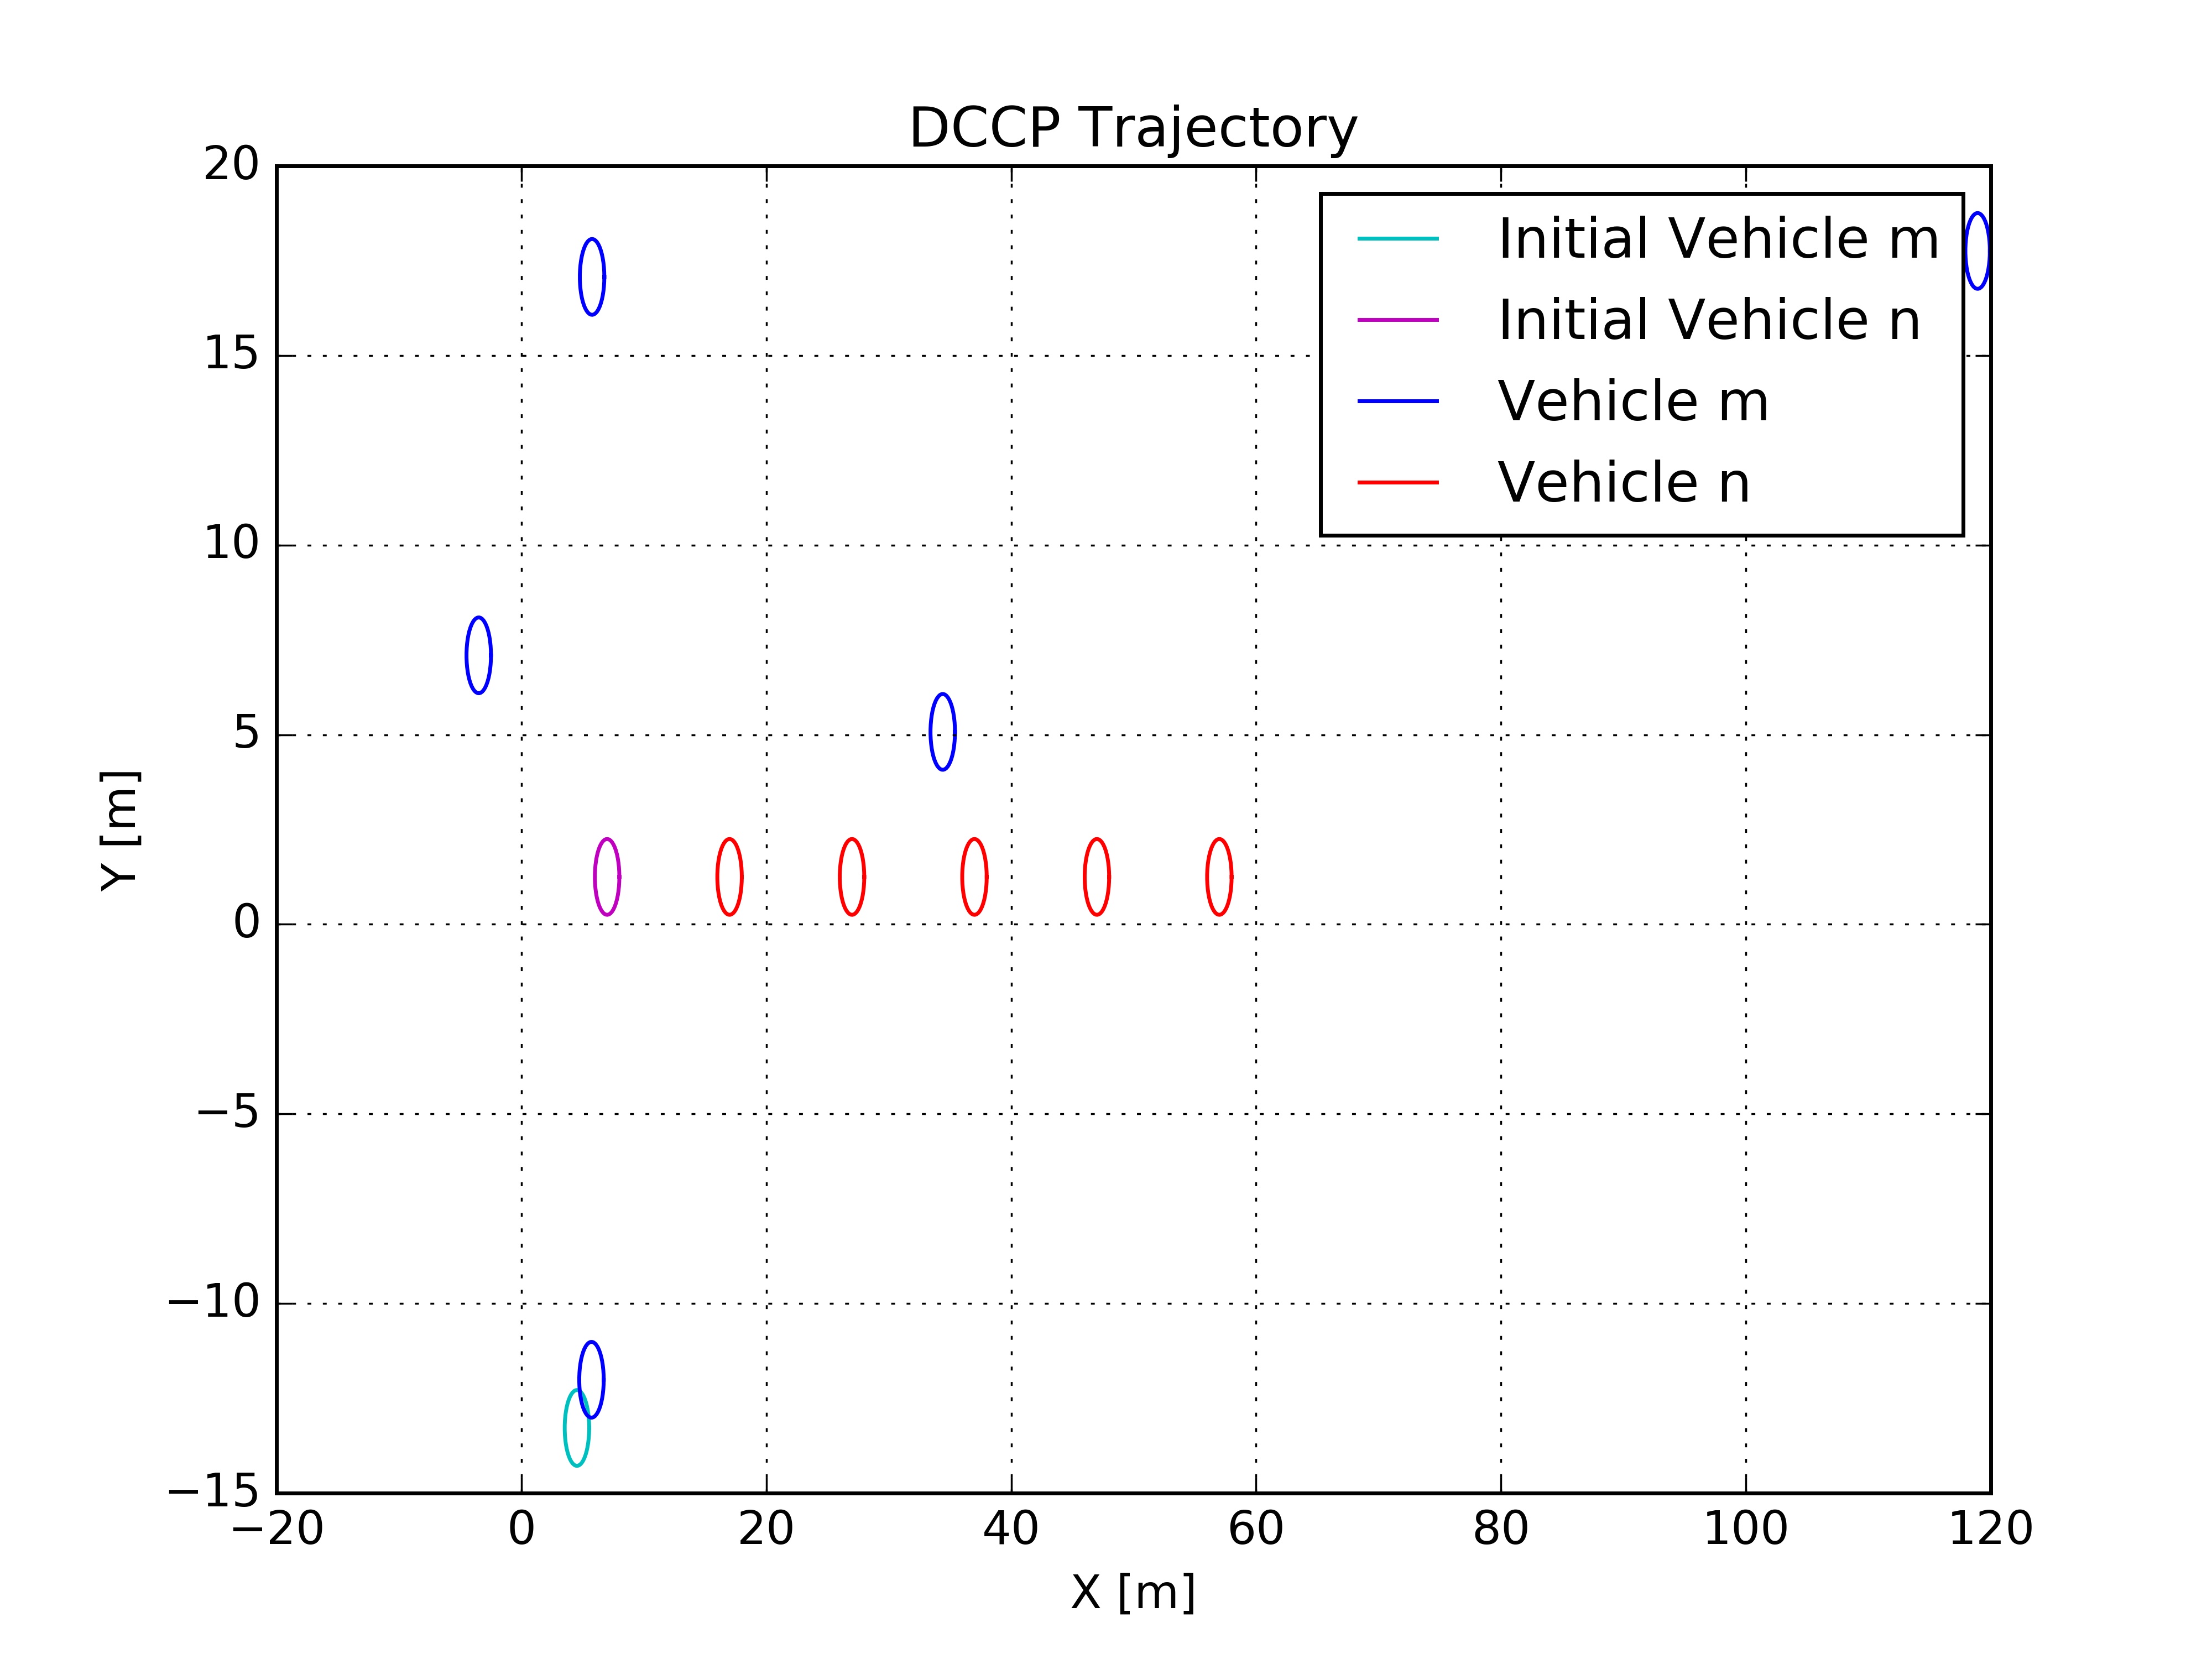 DCCP Trajectory
20
15
10
5
0
−5
−10
−15
Y [m]
Initial Vehicle m
Initial Vehicle n
Vehicle m
Vehicle n
−20 0 20 40 60 80 100 120
X [m]